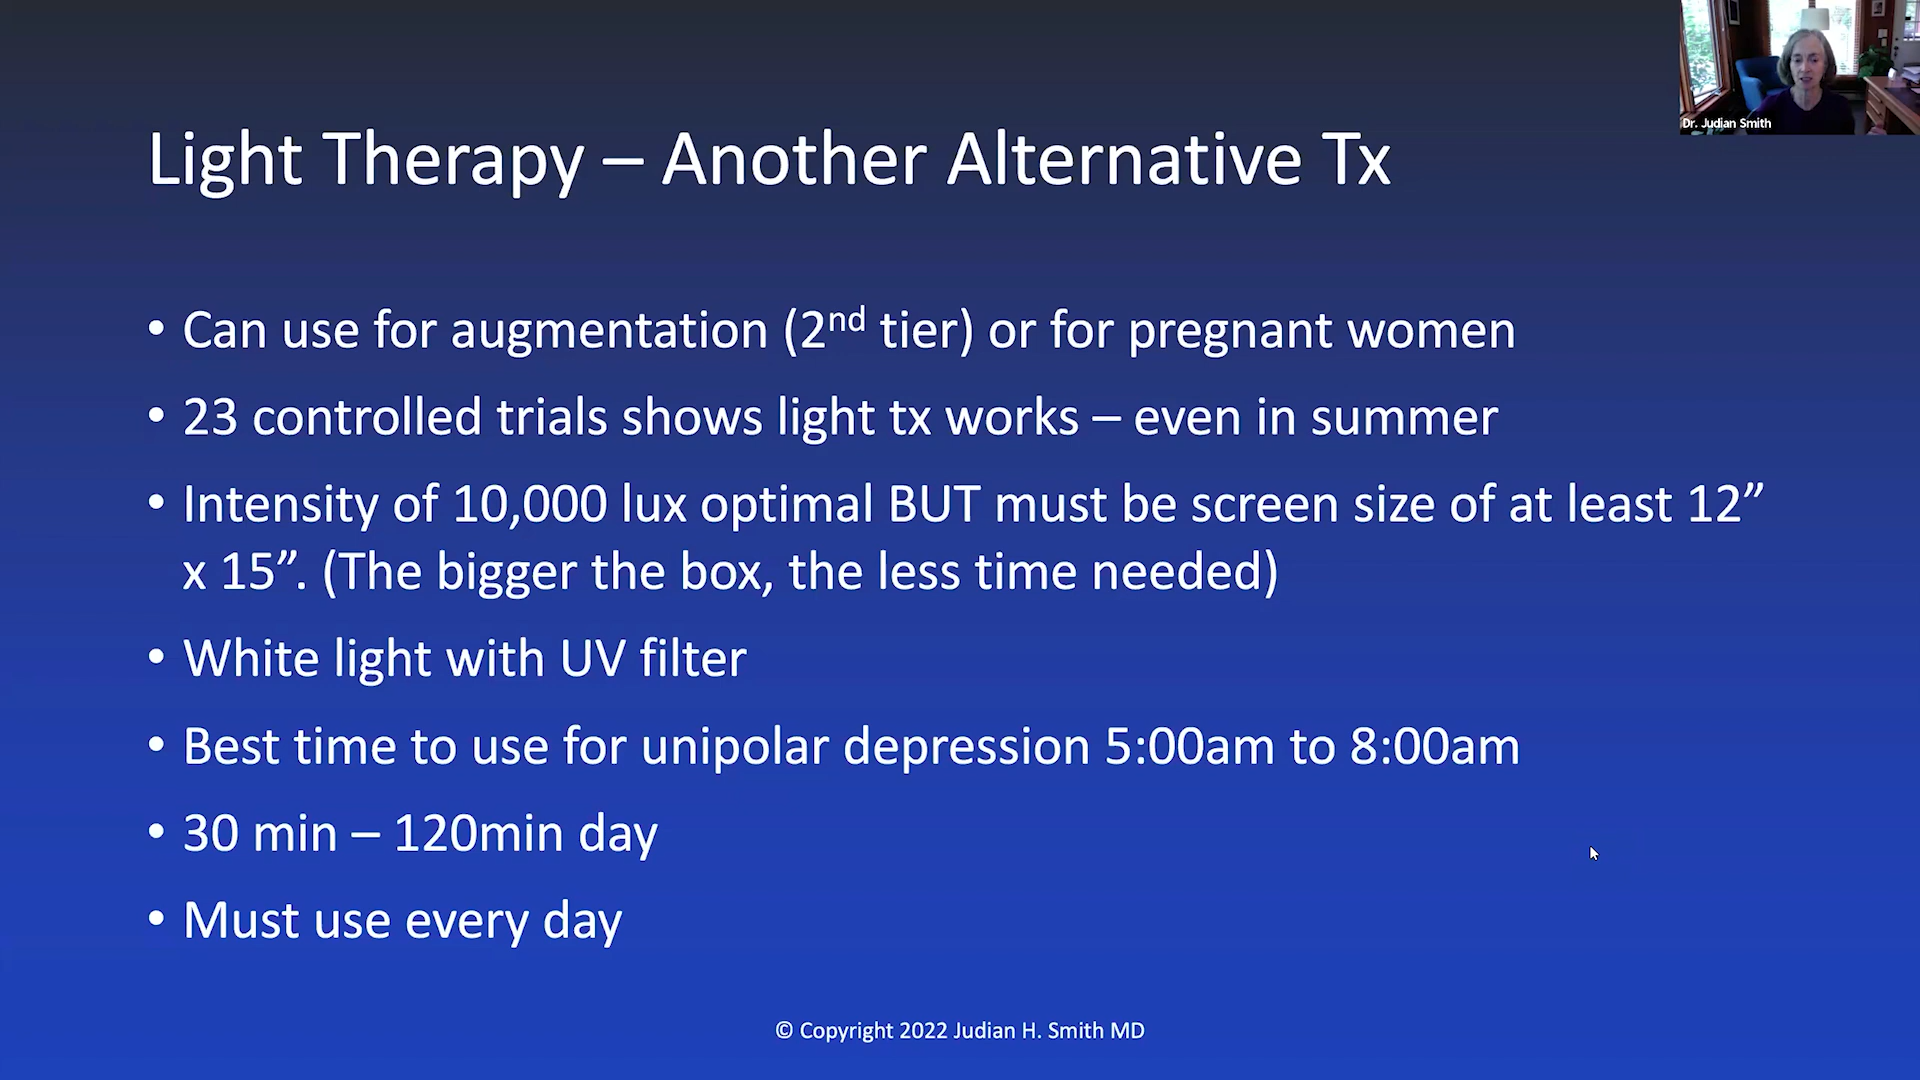 Dr. Judian Smith
Light Therapy – Another Alternative Tx
• Can use for augmentation (2nd tier) or for pregnant women
• 23 controlled trials shows light tx works – even in summer
• Intensity of 10,000 lux optimal BUT must be screen size of at least 12”
x 15”. (The bigger the box, the less time needed)
• White light with UV filter
• Best time to use for unipolar depression 5:00am to 8:00am
• 30 min – 120min day
• Must use every day
© Copyright 2022 Judian H. Smith MD